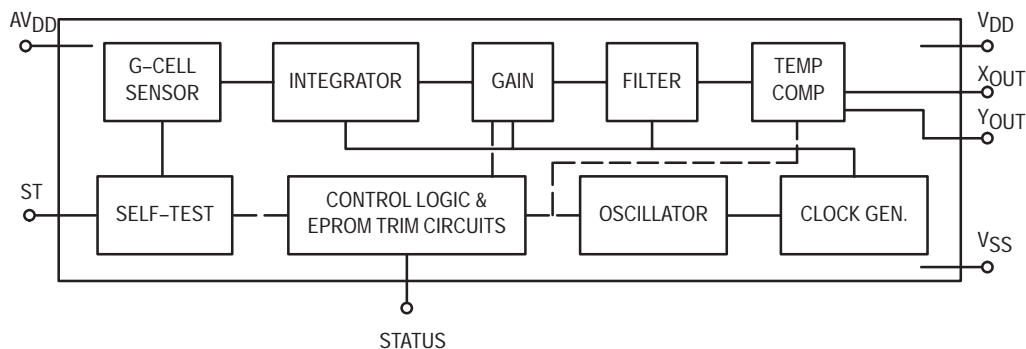 AVDD
VDD
G–CELL
SENSOR
INTEGRATOR
GAIN
FILTER
TEMP
COMP
XOUT
YOUT
ST
SELF–TEST
CONTROL LOGIC &
EPROM TRIM CIRCUITS
OSCILLATOR
CLOCK GEN.
VSS
STATUS